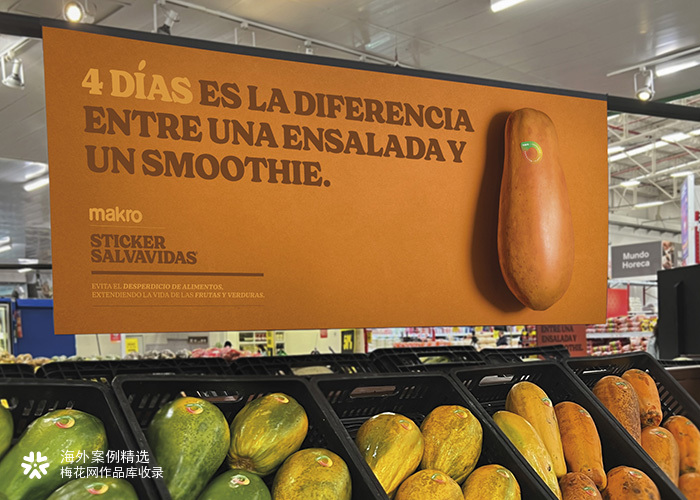 4 DÍAS ES LA DIFERENCIA
ENTRE UNA ENSALADA Y
UN SMOOTHIE.
makro
STICKER
SALVAVIDAS
EVITA EL DESPERDICIO DE ALIMENTOS,
EXTENDIENDO LA VIDA DE LAS FRUTAS Y VERDURAS.
Mundo
Horeca
海外案例精选
梅花网作品库收录